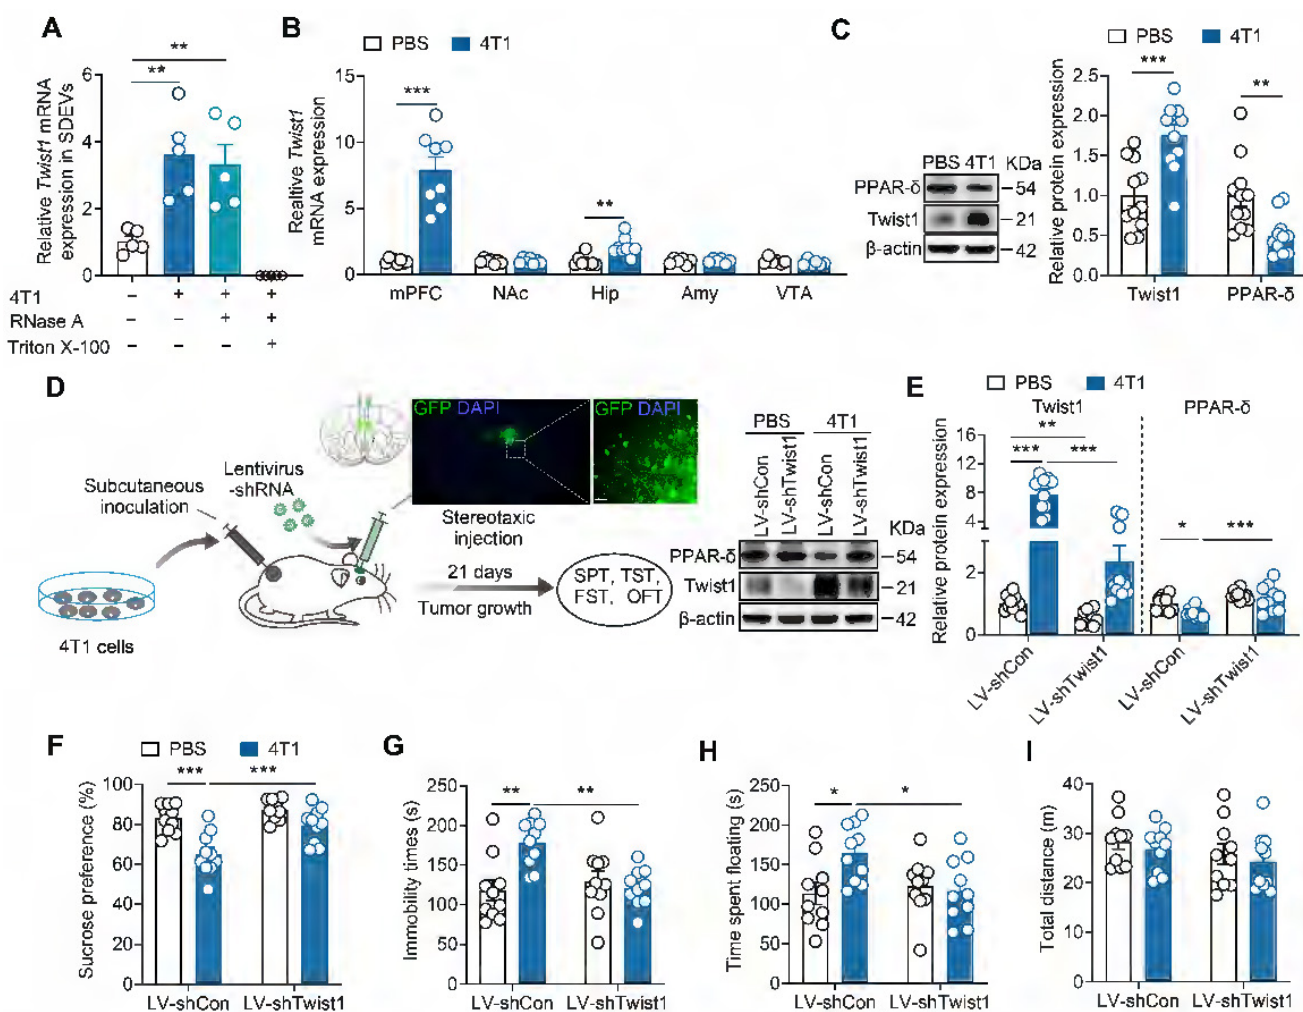 A
Relative Twist1 mRNA
expression in SDEVs
6
4
2
0
**
**
4T1 – + + +
RNase A – – + +
Triton X-100 – – – +
B
PBS 4T1
Realtive Twist1
mRNA expression
15
10
5
0
***
**
mPFC NAc Hip Amy VTA
C
PBS 4T1
PBS 4T1 KDa
PPAR-δ 54
Twist1 21
β-actin 42
Relative protein expression
2.5
2.0
1.5
1.0
0.5
0.0
***
**
Twist1 PPAR-δ
D
Subcutaneous
inoculation
Lentivirus
-shRNA
GFP DAPI
GFP DAPI
Stereotaxic
injection
4T1 cells
21 days
Tumor growth
SPT, TST,
FST, OFT
PBS 4T1
LV-shCon
LV-shTwist1
LV-shCon
LV-shTwist1
KDa
PPAR-δ 54
Twist1 21
β-actin 42
E
PBS 4T1
Twist1 PPAR-δ
Relative protein expression
16
12
8
4
2
0
**
*** ***
* ***
LV-shCon
LV-shTwist1
LV-shCon
LV-shTwist1
F
PBS 4T1
Sucrose preference (%)
100
80
60
40
20
0
*** ***
LV-shCon LV-shTwist1
G
Immobility times (s)
250
200
150
100
50
0
** **
LV-shCon LV-shTwist1
H
Time spent floating (s)
250
200
150
100
50
0
* *
LV-shCon LV-shTwist1
I
Total distance (m)
40
30
20
10
0
LV-shCon LV-shTwist1